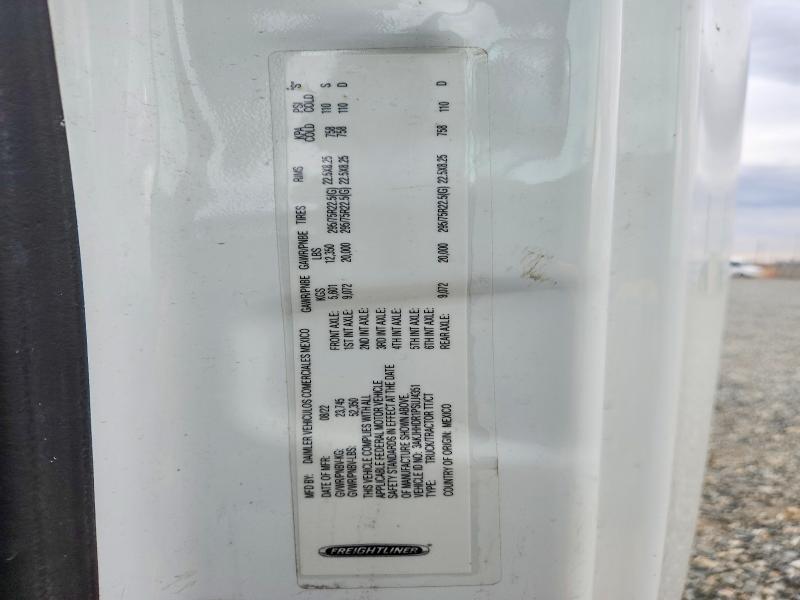 FREIGHTLINER
MFD BY: DAIMLER VEHICULOS COMERCIALES MEXICO
DATE OF MFR: 08/22
GVWR/PNBV-KG: 23,745
GVWR/PNBV-LBS: 52,350
THIS VEHICLE COMPLIES WITH ALL
APPLICABLE FEDERAL MOTOR VEHICLE
SAFETY STANDARDS IN EFFECT AT THE DATE
OF MANUFACTURE SHOWN ABOVE.
VEHICLE ID NO:
TYPE: TRUCK/TRACTOR TT/CT
COUNTRY OF ORIGIN: MEXICO
GAWR/PNBE GAWR/PNBE TIRES RIMS KPA PSI "S"
KGS LBS COLD COLD
FRONT AXLE: 5,601 12,350 295/75R22.5(G) 22.5X8.25 758 110 S
1ST INT AXLE: 9,072 20,000 295/75R22.5(G) 22.5X8.25 758 110 D
2ND INT AXLE:
3RD INT AXLE:
4TH INT AXLE:
5TH INT AXLE:
6TH INT AXLE:
REAR AXLE: 9,072 20,000 295/75R22.5(G) 22.5X8.25 758 110 D